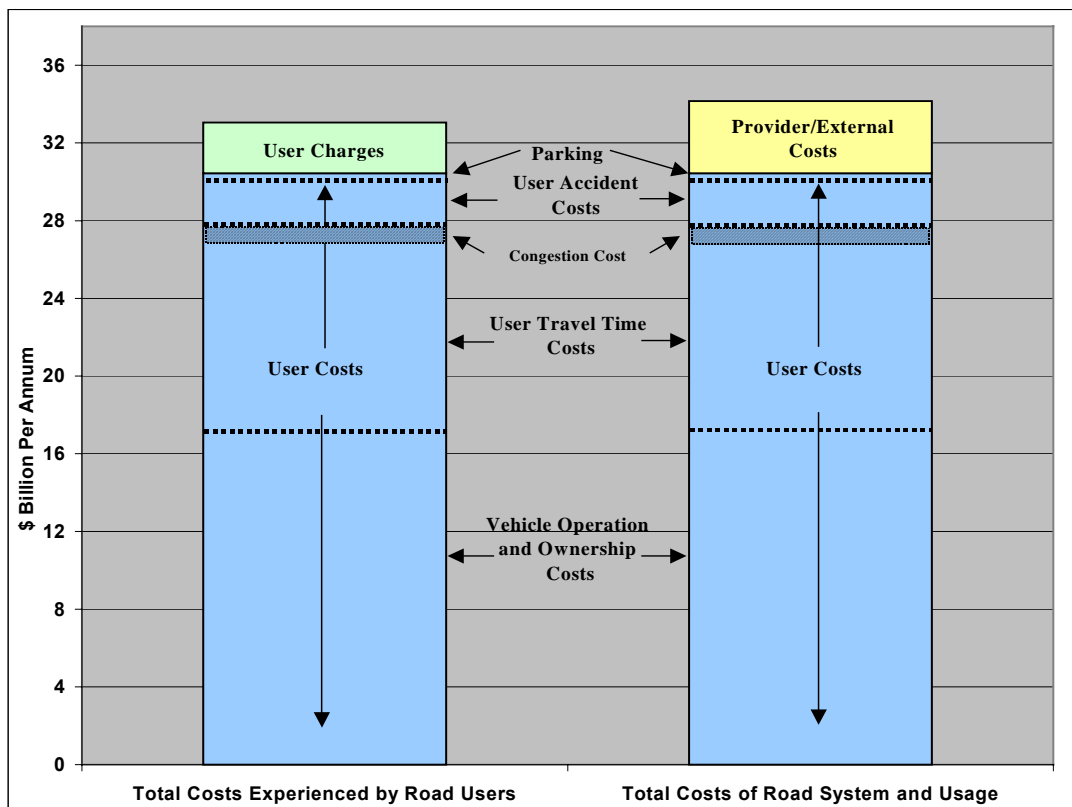 36
32
28
24
20
16
12
8
4
0
$ Billion Per Annum
User Charges
User Costs
Parking
User Accident
Costs
Congestion Cost
User Travel Time
Costs
Vehicle Operation
and Ownership
Costs
Provider/External
Costs
User Costs
Total Costs Experienced by Road Users
Total Costs of Road System and Usage